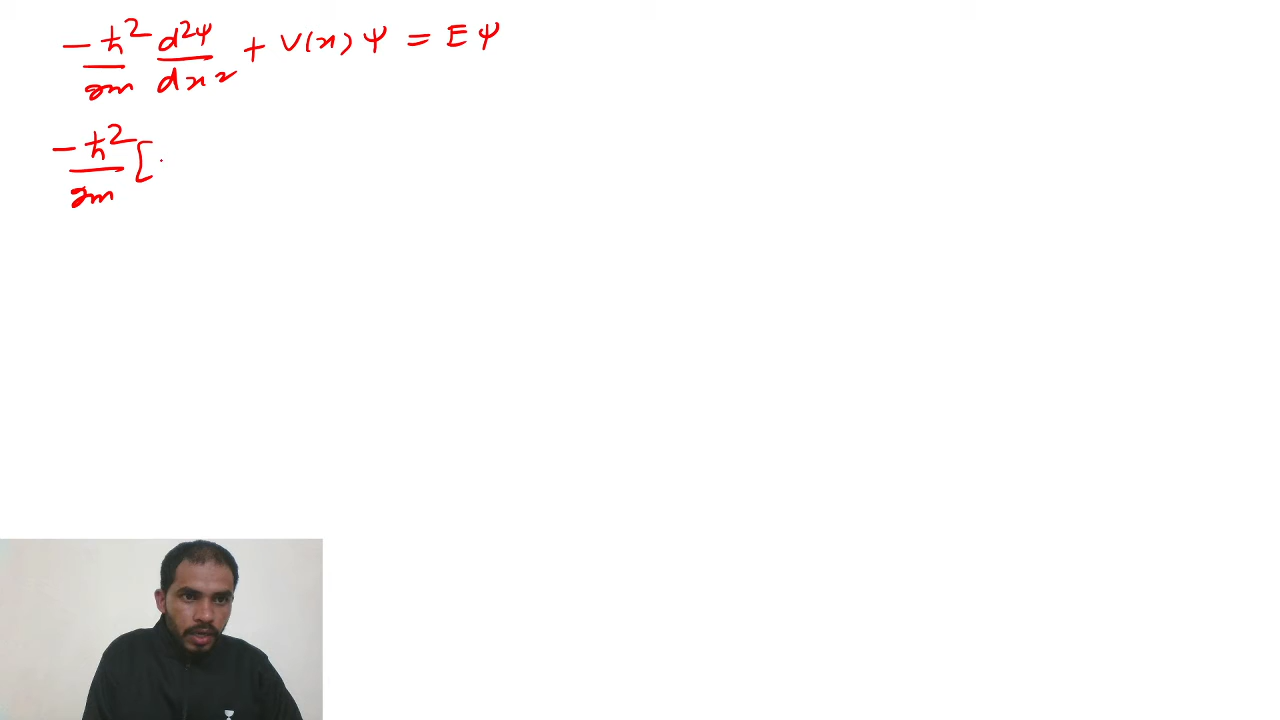 -ħ²/2m d²ψ/dx² + V(x) ψ = E ψ
-ħ²/2m [